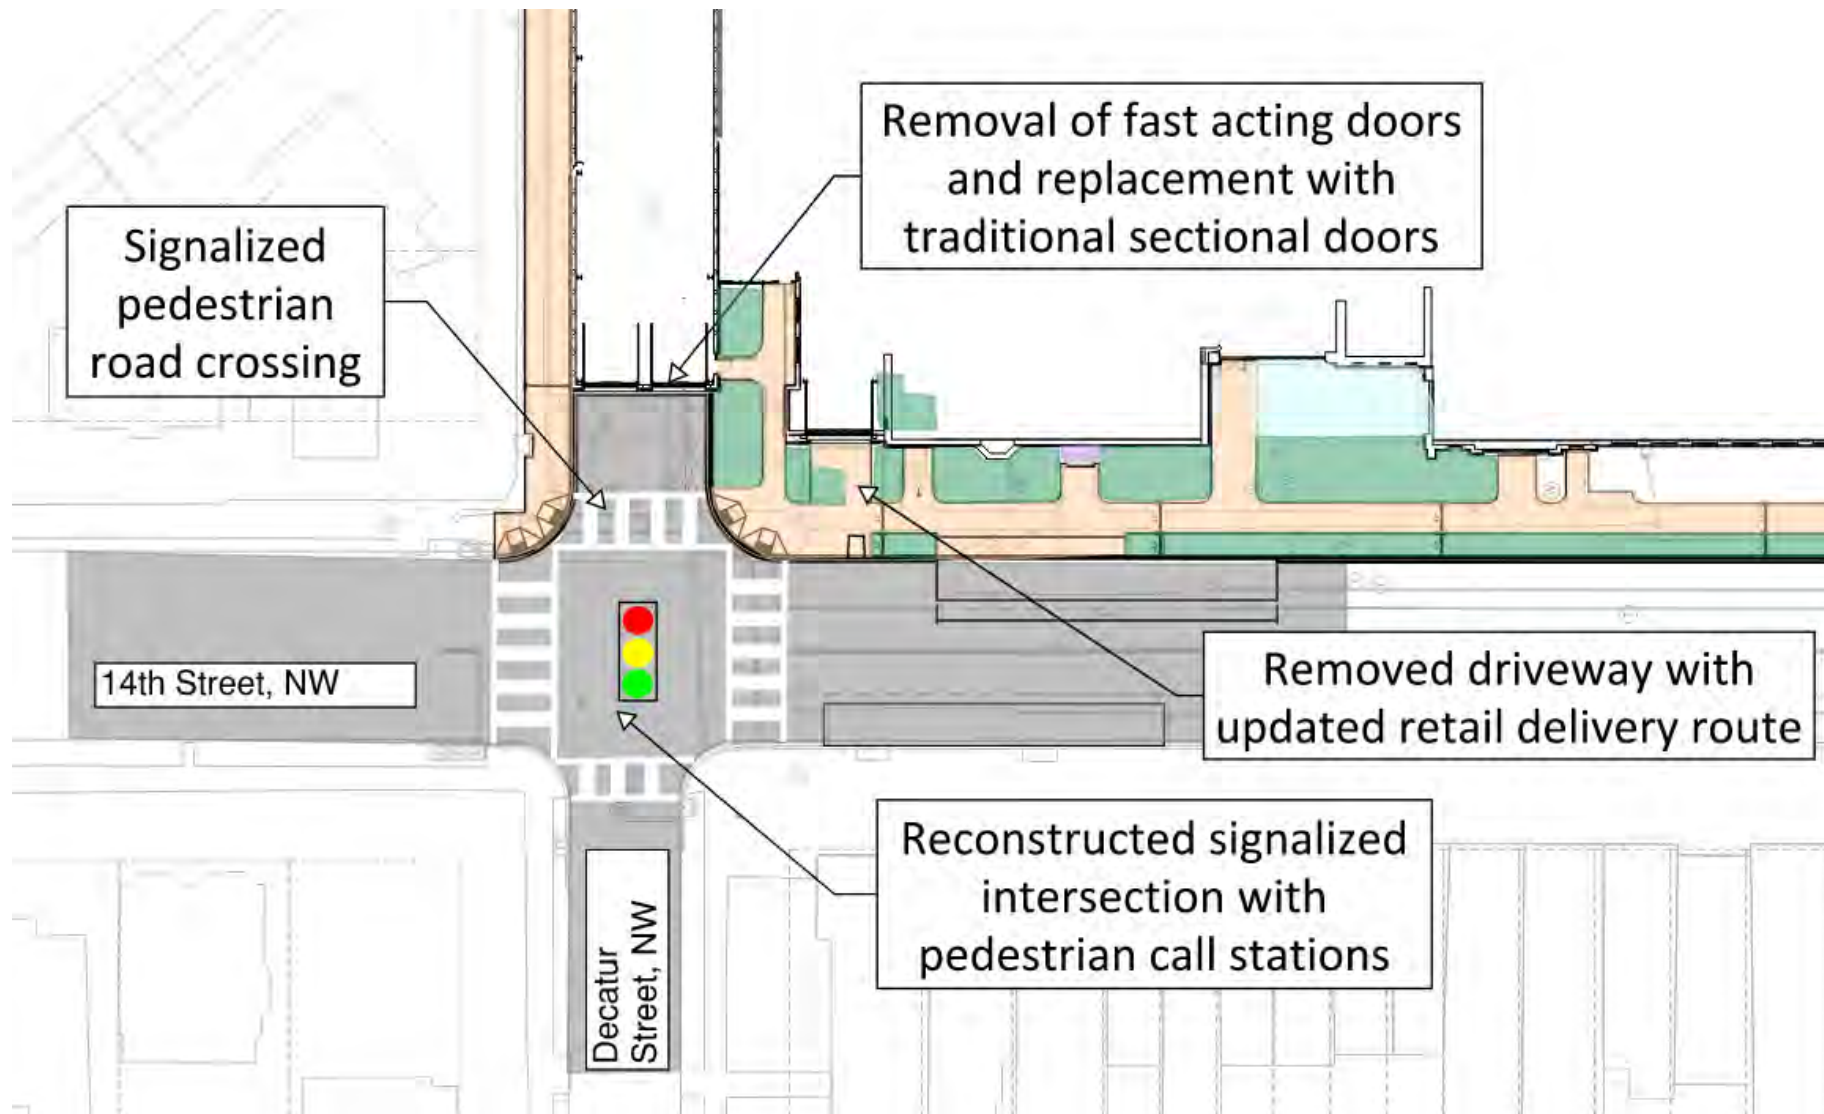 Removal of fast acting doors
and replacement with
traditional sectional doors
Signalized
pedestrian
road crossing
14th Street, NW
Removed driveway with
updated retail delivery route
Reconstructed signalized
intersection with
pedestrian call stations
Decatur
Street, NW